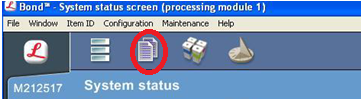 Bond™ - System status screen (processing module 1)
File Window Item ID Configuration Maintenance Help
L
M212517 System status